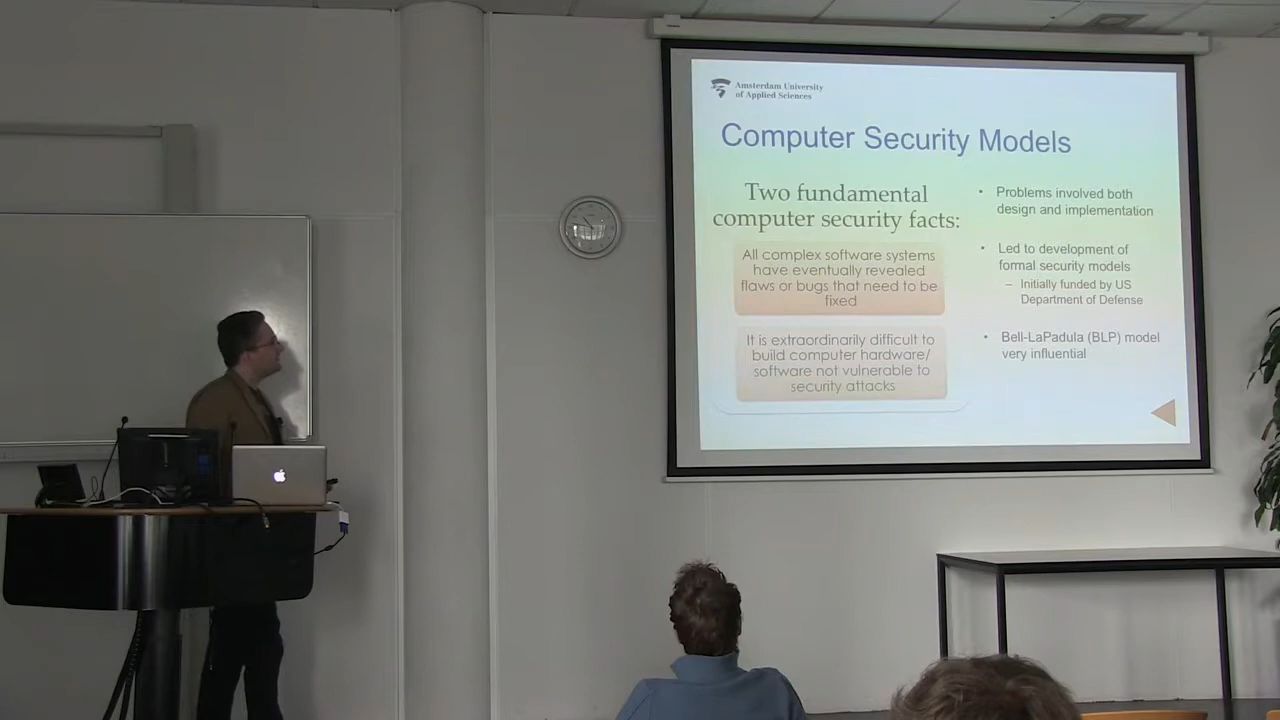 Amsterdam University
of Applied Sciences
Computer Security Models
Two fundamental
computer security facts:
All complex software systems
have eventually revealed
flaws or bugs that need to be
fixed
It is extraordinarily difficult to
build computer hardware/
software not vulnerable to
security attacks
• Problems involved both
design and implementation
• Led to development of
formal security models
– Initially funded by US
Department of Defense
• Bell-LaPadula (BLP) model
very influential